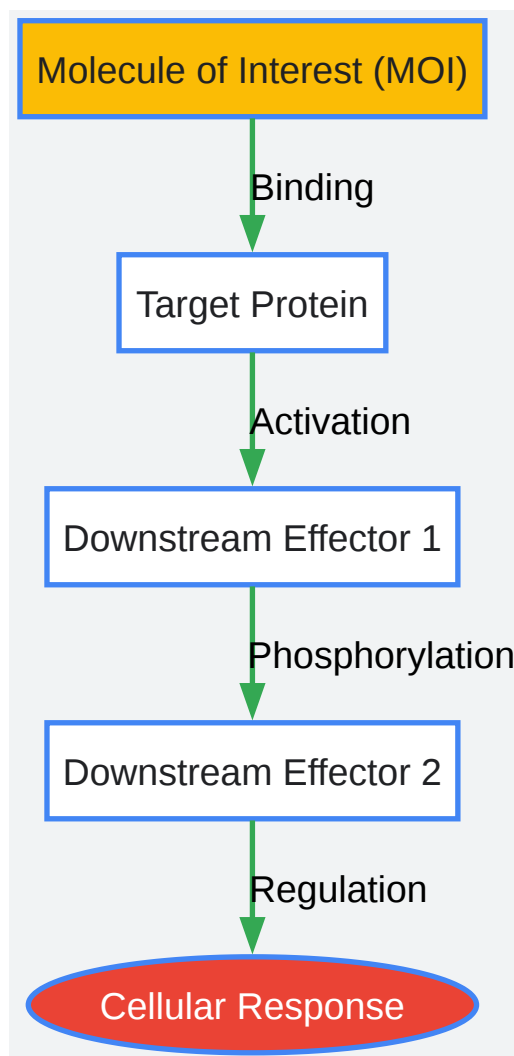 Molecule of Interest (MOI)
Binding
Target Protein
Activation
Downstream Effector 1
Phosphorylation
Downstream Effector 2
Regulation
Cellular Response